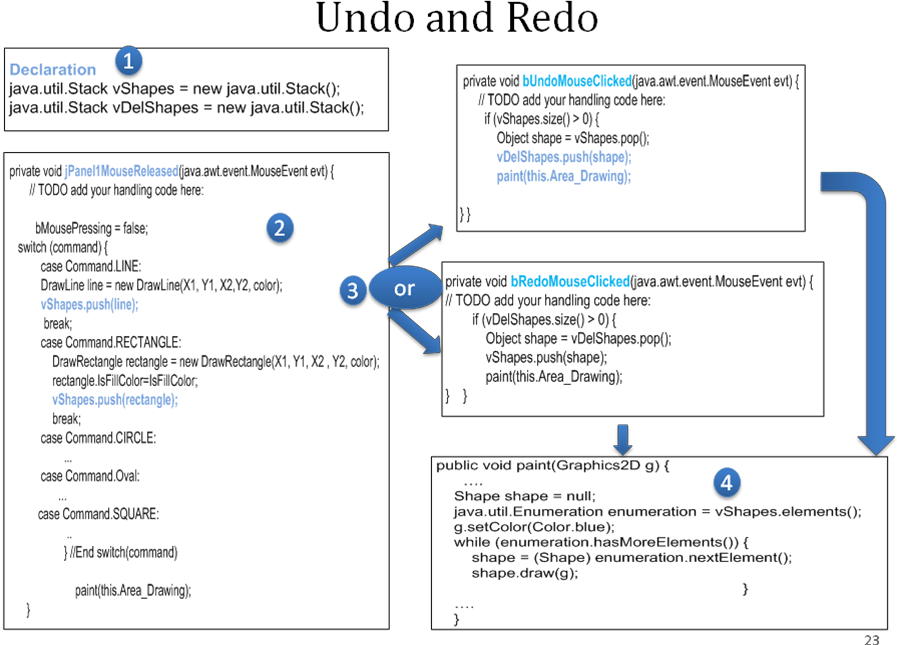 Undo and Redo
1
Declaration
java.util.Stack vShapes = new java.util.Stack();
java.util.Stack vDelShapes = new java.util.Stack();
private void jPanel1MouseReleased(java.awt.event.MouseEvent evt) {
// TODO add your handling code here:
2
bMousePressing = false;
switch (command) {
case Command.LINE:
DrawLine line = new DrawLine(X1, Y1, X2,Y2, color);
vShapes.push(line);
break;
case Command.RECTANGLE:
DrawRectangle rectangle = new DrawRectangle(X1, Y1, X2 , Y2, color);
rectangle.IsFillColor=IsFillColor;
vShapes.push(rectangle);
break;
case Command.CIRCLE:
...
case Command.Oval:
...
case Command.SQUARE:
..
} //End switch(command)
paint(this.Area_Drawing);
}
3
or
private void bUndoMouseClicked(java.awt.event.MouseEvent evt) {
// TODO add your handling code here:
if (vShapes.size() > 0) {
Object shape = vShapes.pop();
vDelShapes.push(shape);
paint(this.Area_Drawing);
} }
private void bRedoMouseClicked(java.awt.event.MouseEvent evt) {
// TODO add your handling code here:
if (vDelShapes.size() > 0) {
Object shape = vDelShapes.pop();
vShapes.push(shape);
paint(this.Area_Drawing);
} }
public void paint(Graphics2D g) {
....
4
Shape shape = null;
java.util.Enumeration enumeration = vShapes.elements();
g.setColor(Color.blue);
while (enumeration.hasMoreElements()) {
shape = (Shape) enumeration.nextElement();
shape.draw(g);
}
....
}
23